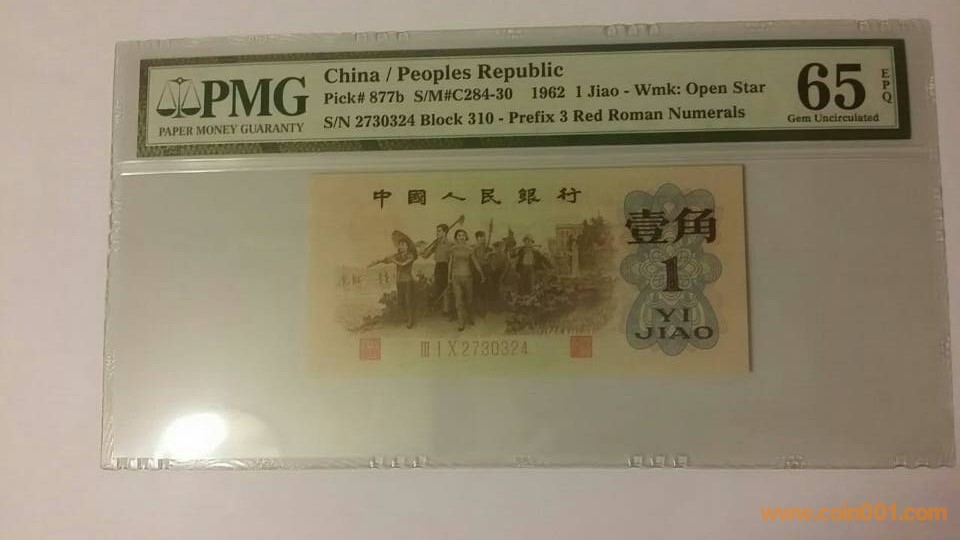 PMG
PAPER MONEY GUARANTY
China / Peoples Republic
Pick# 877b S/M#C284-30 1962 1 Jiao - Wmk: Open Star
S/N 2730324 Block 310 - Prefix 3 Red Roman Numerals
65
EPQ
Gem Uncirculated
中國人民銀行
壹角
1
YI
JIAO
III I X 2730324
www.coin001.com